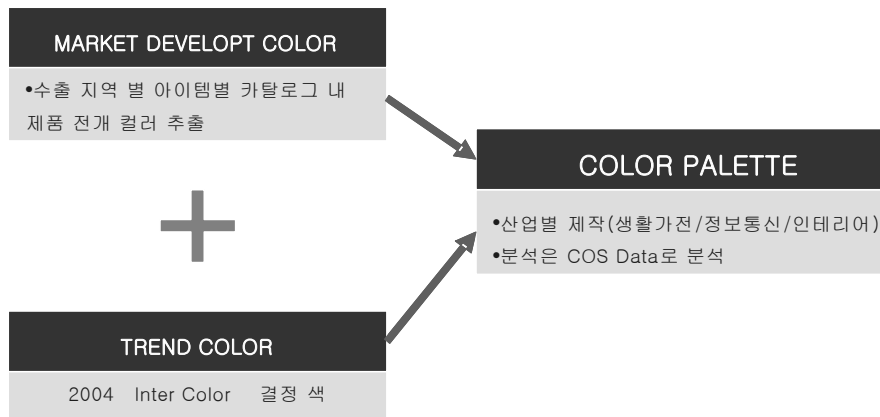 MARKET DEVELOPT COLOR
•수출 지역 별 아이템별 카탈로그 내
제품 전개 컬러 추출
TREND COLOR
2004 Inter Color 결정 색
COLOR PALETTE
•산업별 제작(생활가전/정보통신/인테리어)
•분석은 COS Data로 분석